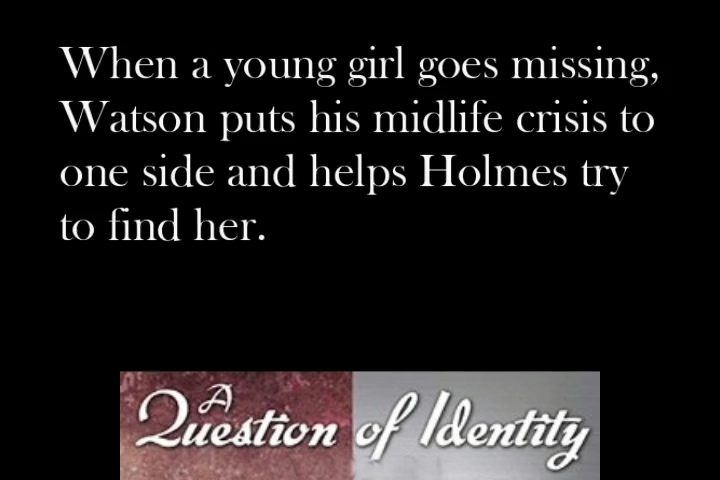 When a young girl goes missing,
Watson puts his midlife crisis to
one side and helps Holmes try
to find her.
A
Question of Identity